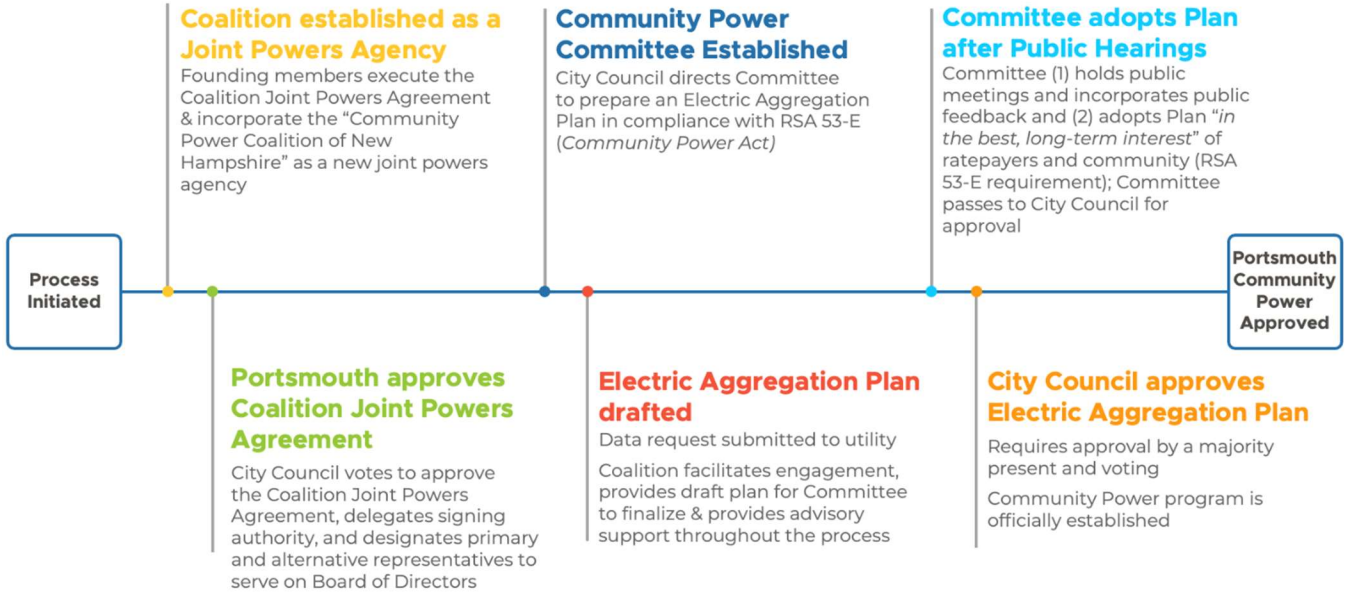 Process
Initiated
Coalition established as a
Joint Powers Agency
Founding members execute the
Coalition Joint Powers Agreement
& incorporate the “Community
Power Coalition of New
Hampshire” as a new joint powers
agency
Portsmouth approves
Coalition Joint Powers
Agreement
City Council votes to approve
the Coalition Joint Powers
Agreement, delegates signing
authority, and designates primary
and alternative representatives to
serve on Board of Directors
Community Power
Committee Established
City Council directs Committee
to prepare an Electric Aggregation
Plan in compliance with RSA 53-E
(Community Power Act)
Electric Aggregation Plan
drafted
Data request submitted to utility
Coalition facilitates engagement,
provides draft plan for Committee
to finalize & provides advisory
support throughout the process
Committee adopts Plan
after Public Hearings
Committee (1) holds public
meetings and incorporates public
feedback and (2) adopts Plan “in
the best, long-term interest” of
ratepayers and community (RSA
53-E requirement); Committee
passes to City Council for
approval
City Council approves
Electric Aggregation Plan
Requires approval by a majority
present and voting
Community Power program is
officially established
Portsmouth
Community
Power
Approved